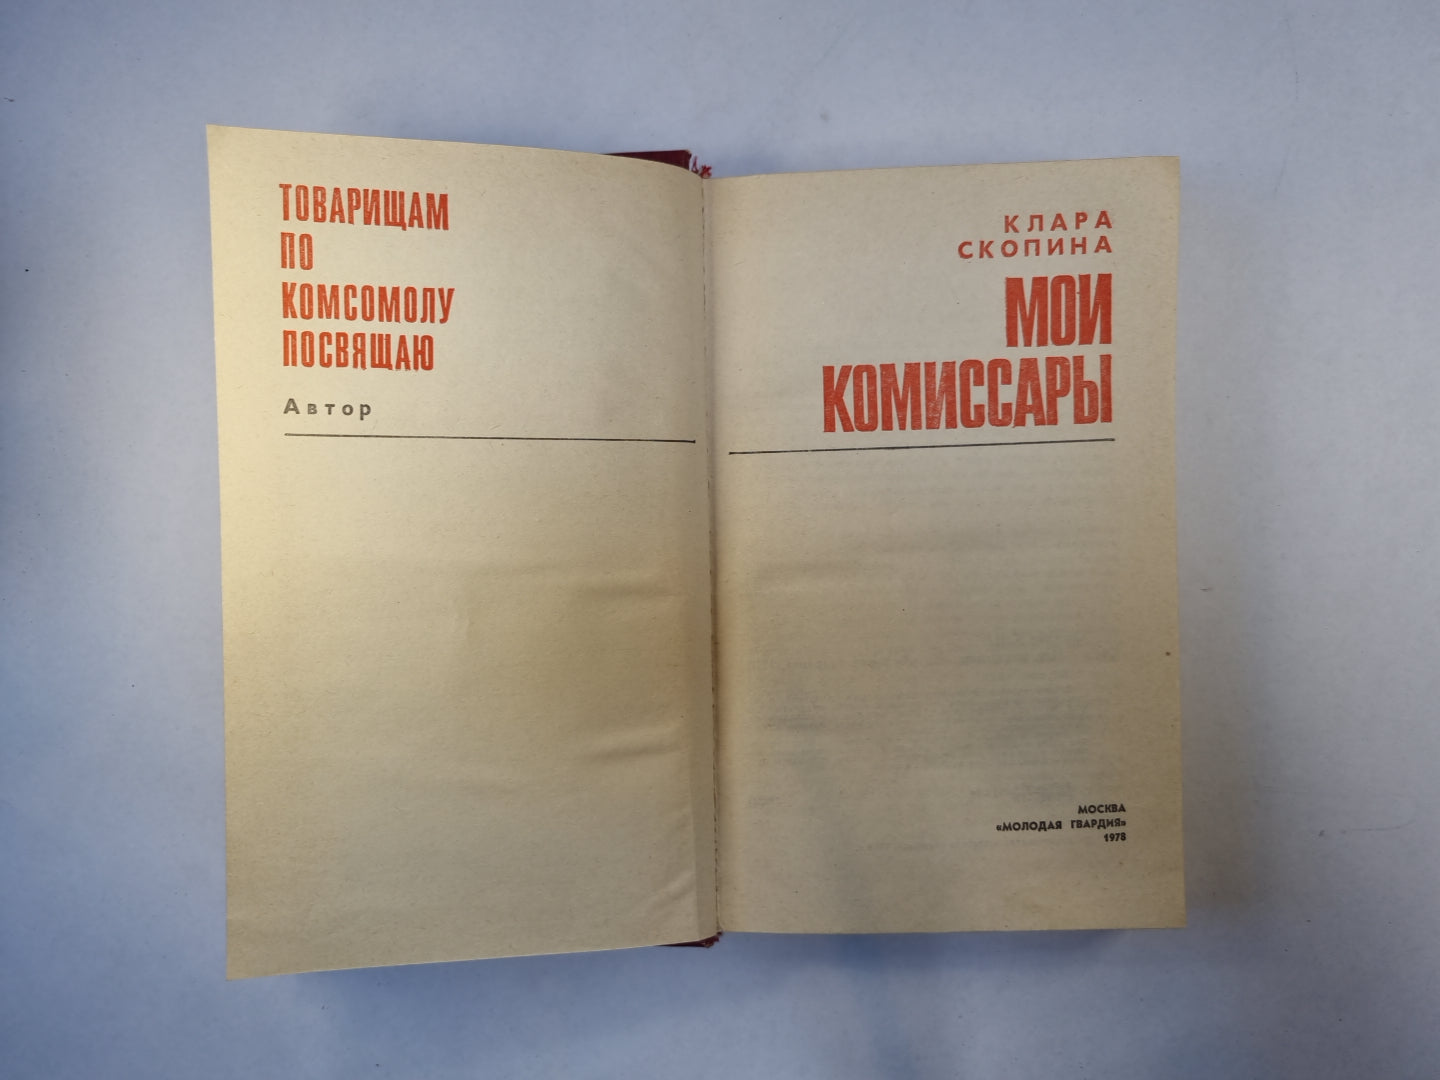 ТОВАРИЩАМ
ПО
КОМСОМОЛУ
ПОСВЯЩАЮ
Автор
КЛАРА
СКОПИНА
МОИ
КОМИССАРЫ
МОСКВА
«МОЛОДАЯ ГВАРДИЯ»
1978